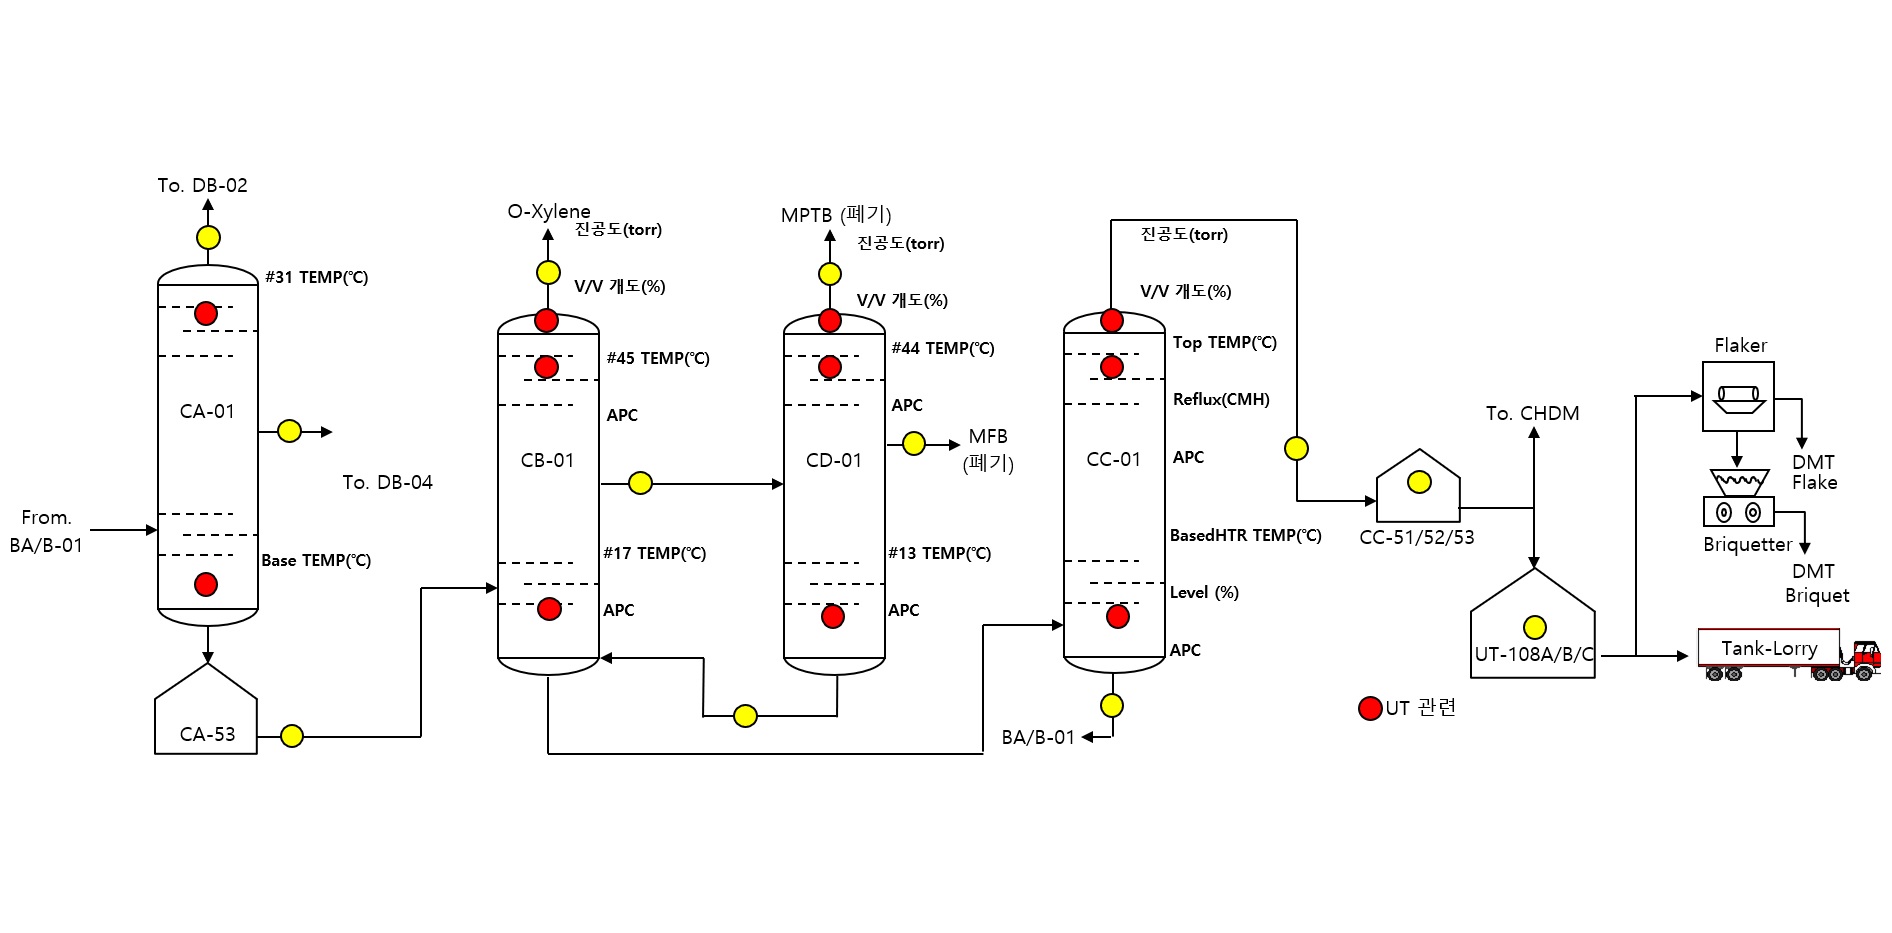 To. DB-02
#31 TEMP(℃)
CA-01
To. DB-04
From.
BA/B-01
Base TEMP(℃)
CA-53
O-Xylene
진공도(torr)
V/V 개도(%)
#45 TEMP(℃)
APC
CB-01
#17 TEMP(℃)
APC
MPTB (폐기)
진공도(torr)
V/V 개도(%)
#44 TEMP(℃)
APC
CD-01
MFB
(폐기)
#13 TEMP(℃)
APC
진공도(torr)
V/V 개도(%)
Top TEMP(℃)
Reflux(CMH)
CC-01
APC
BasedHTR TEMP(℃)
Level (%)
APC
BA/B-01
CC-51/52/53
To. CHDM
UT-108A/B/C
Flaker
DMT
Flake
Briquetter
DMT
Briquet
Tank-Lorry
UT 관련